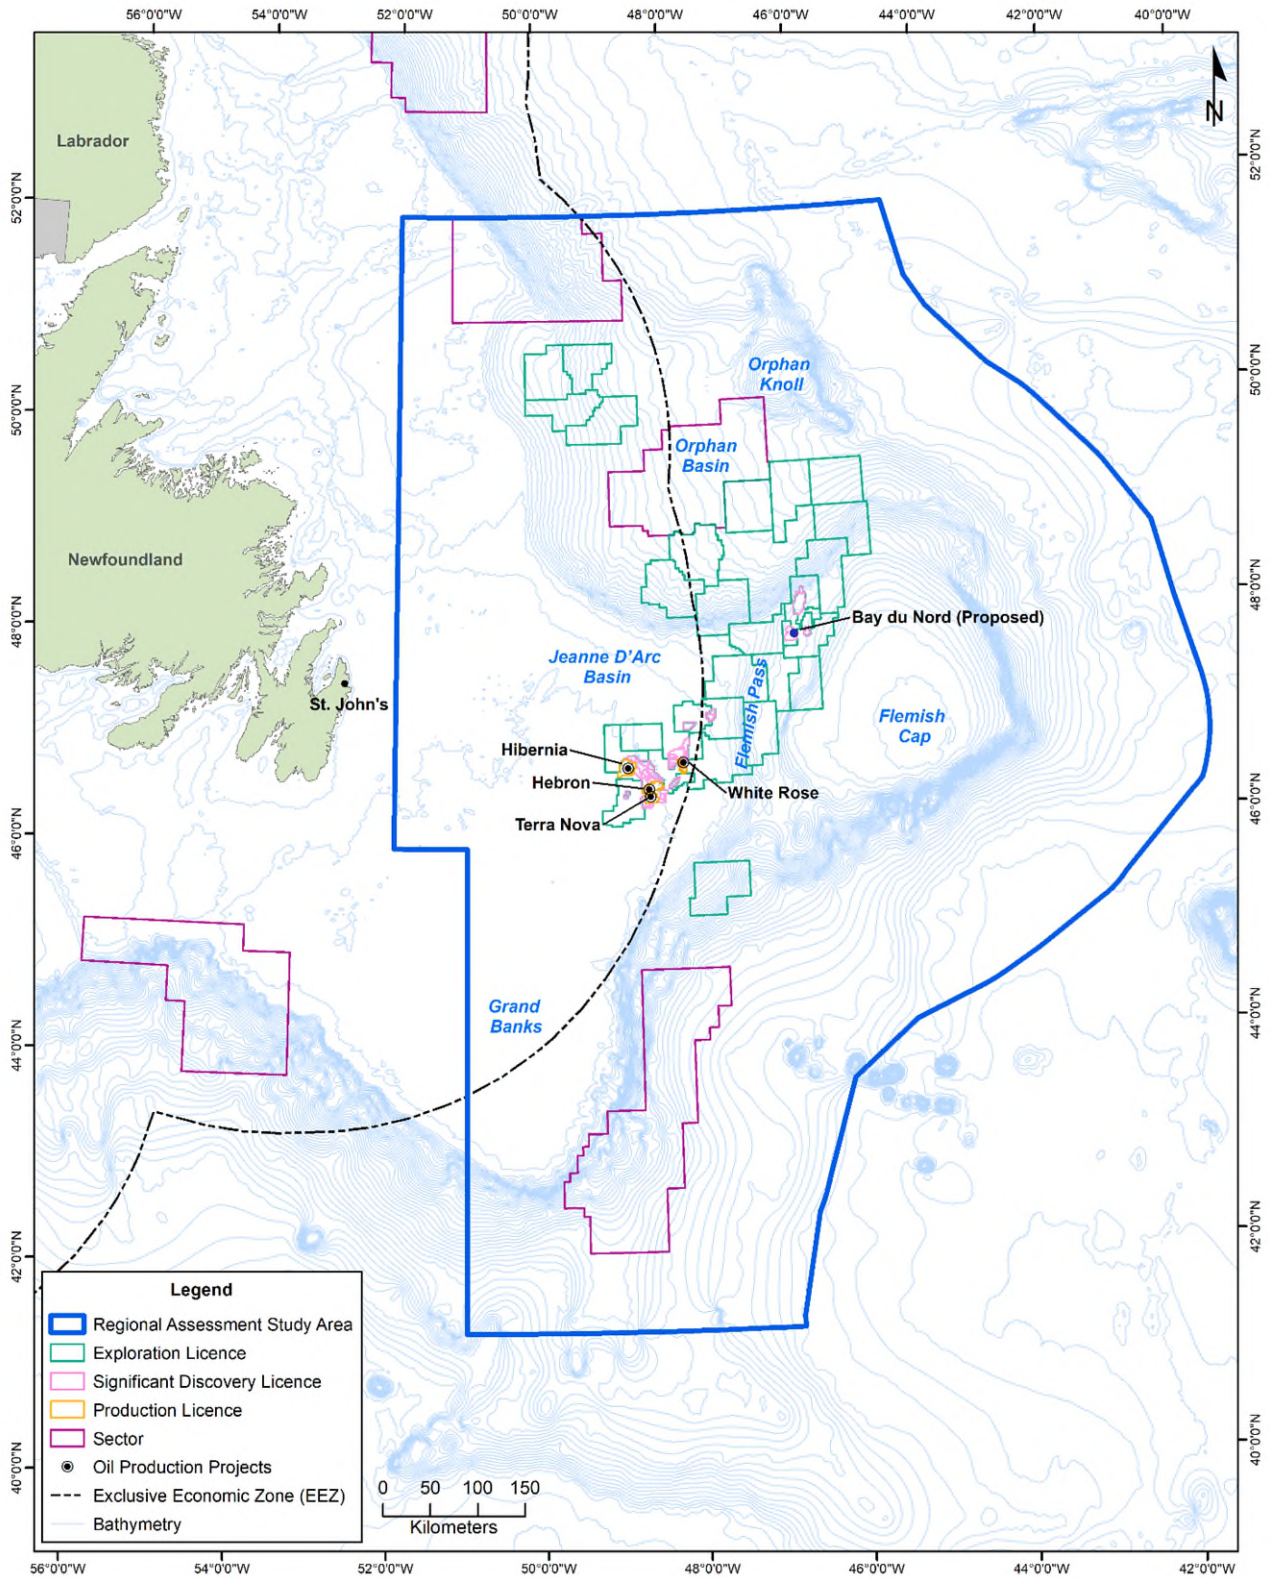 56°0'0"W 54°0'0"W 52°0'0"W 50°0'0"W 48°0'0"W 46°0'0"W 44°0'0"W 42°0'0"W 40°0'0"W
N
Labrador
52°0'0"N
52°0'0"N
Orphan
Knoll
50°0'0"N
50°0'0"N
Orphan
Basin
Newfoundland
48°0'0"N
48°0'0"N
Bay du Nord (Proposed)
Jeanne D'Arc
Basin
St. John's
Flemish Pass
Flemish
Cap
Hibernia
Hebron
White Rose
Terra Nova
46°0'0"N
46°0'0"N
Grand
Banks
44°0'0"N
44°0'0"N
42°0'0"N
42°0'0"N
Legend
Regional Assessment Study Area
Exploration Licence
Significant Discovery Licence
Production Licence
Sector
Oil Production Projects
Exclusive Economic Zone (EEZ)
Bathymetry
40°0'0"N
40°0'0"N
0 50 100 150
Kilometers
56°0'0"W 54°0'0"W 52°0'0"W 50°0'0"W 48°0'0"W 46°0'0"W 44°0'0"W 42°0'0"W